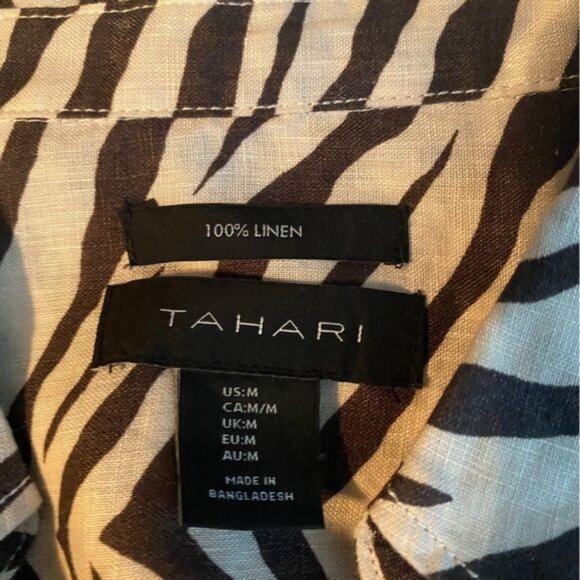 100% LINEN
TAHARI
US:M
CA:M/M
UK:M
EU:M
AU:M
MADE IN
BANGLADESH